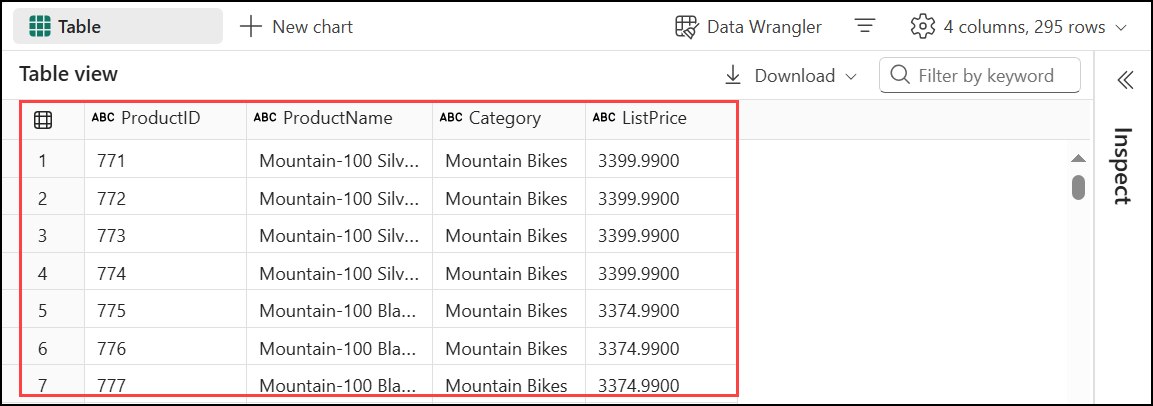 Table New chart Data Wrangler 4 columns, 295 rows
Table view Download Filter by keyword
ABC ProductID ABC ProductName ABC Category ABC ListPrice
1 771 Mountain-100 Silv... Mountain Bikes 3399.9900
2 772 Mountain-100 Silv... Mountain Bikes 3399.9900
3 773 Mountain-100 Silv... Mountain Bikes 3399.9900
4 774 Mountain-100 Silv... Mountain Bikes 3399.9900
5 775 Mountain-100 Bla... Mountain Bikes 3374.9900
6 776 Mountain-100 Bla... Mountain Bikes 3374.9900
7 777 Mountain-100 Bla... Mountain Bikes 3374.9900
Inspect